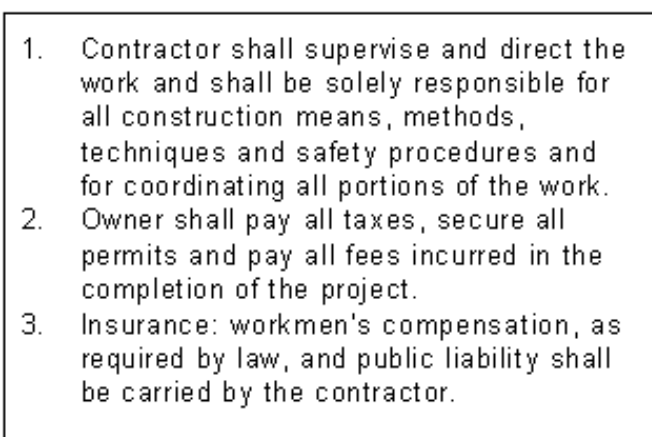 1. Contractor shall supervise and direct the
work and shall be solely responsible for
all construction means, methods,
techniques and safety procedures and
for coordinating all portions of the work.
2. Owner shall pay all taxes, secure all
permits and pay all fees incurred in the
completion of the project.
3. Insurance: workmen's compensation, as
required by law, and public liability shall
be carried by the contractor.